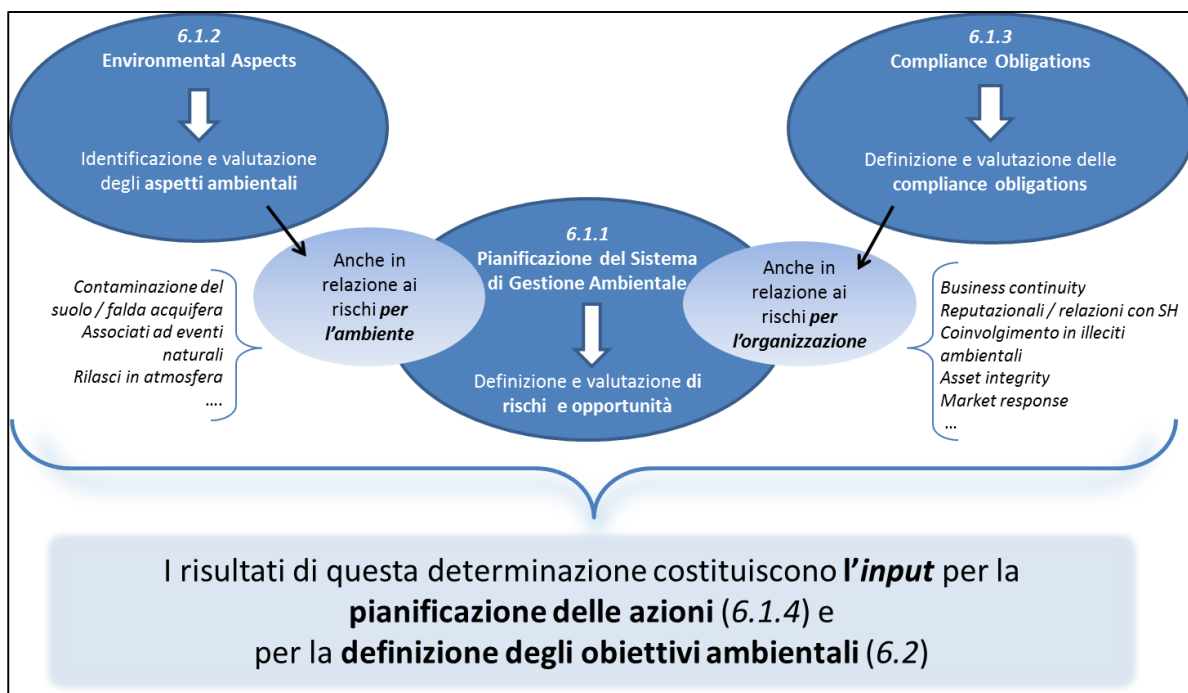 6.1.2
Environmental Aspects
Identificazione e valutazione
degli aspetti ambientali
6.1.3
Compliance Obligations
Definizione e valutazione delle
compliance obligations
6.1.1
Pianificazione del Sistema
di Gestione Ambientale
Definizione e valutazione di
rischi e opportunità
Anche in
relazione ai
rischi per
l'ambiente
Anche in
relazione ai
rischi per
l'organizzazione
Contaminazione del
suolo / falda acquifera
Associati ad eventi
naturali
Rilasci in atmosfera
....
Business continuity
Reputazionali / relazioni con SH
Coinvolgimento in illeciti
ambientali
Asset integrity
Market response
...
I risultati di questa determinazione costituiscono l'input per la
pianificazione delle azioni (6.1.4) e
per la definizione degli obiettivi ambientali (6.2)